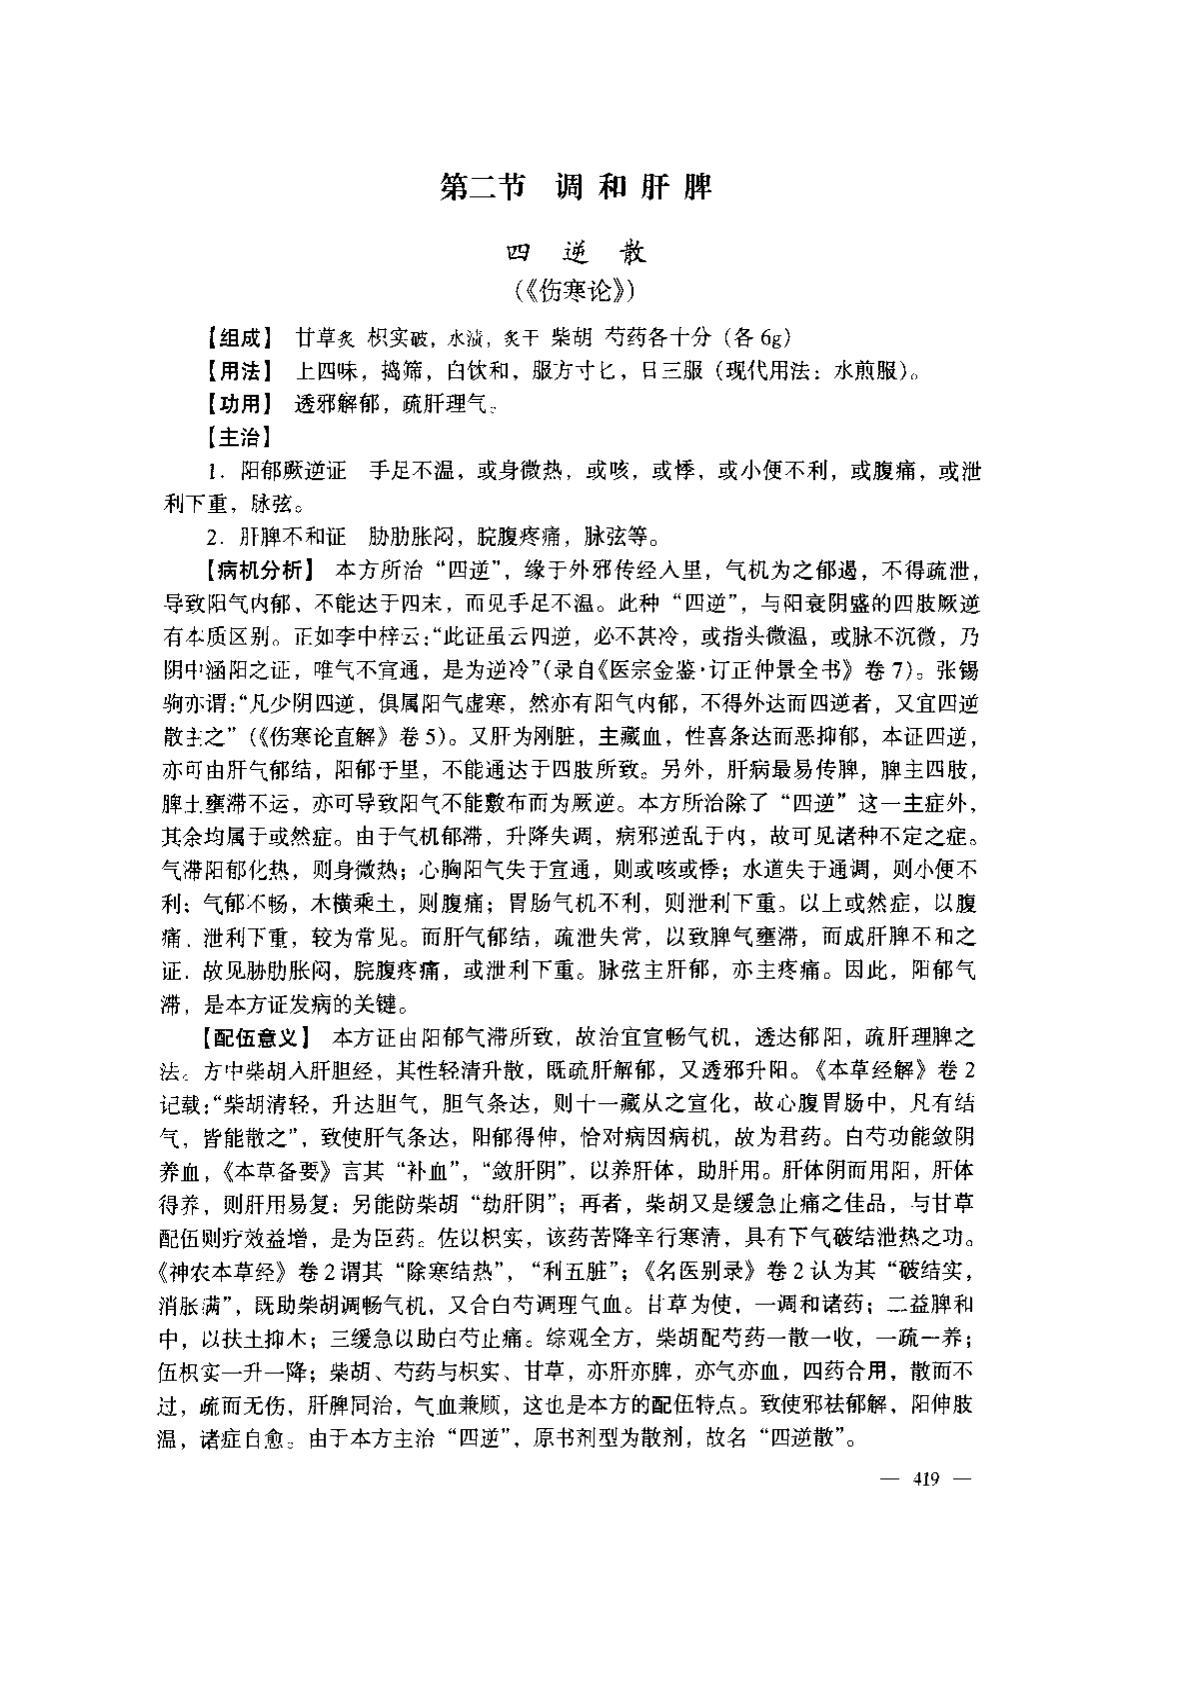 第二节 调和肝脾
四逆散
（《伤寒论》）
【组成】 甘草炙 枳实破，水渍，炙干 柴胡 芍药各十分（各 6g）
【用法】 上四味，捣筛，白饮和，服方寸匕，日三服（现代用法：水煎服）。
【功用】 透邪解郁，疏肝理气。
【主治】
1. 阳郁厥逆证 手足不温，或身微热，或咳，或悸，或小便不利，或腹痛，或泄
利下重，脉弦。
2. 肝脾不和证 胁肋胀闷，脘腹疼痛，脉弦等。
【病机分析】 本方所治“四逆”，缘于外邪传经入里，气机为之郁遏，不得疏泄，
导致阳气内郁、不能达于四末，而见手足不温。此种“四逆”，与阳衰阴盛的四肢厥逆
有本质区别。正如李中梓云：“此证虽云四逆，必不甚冷，或指头微温，或脉不沉微，乃
阴中涵阳之证，唯气不宣通，是为逆冷”（录自《医宗金鉴·订正仲景全书》卷 7）。张锡
驹亦谓：“凡少阴四逆，俱属阳气虚寒，然亦有阳气内郁，不得外达而四逆者，又宜四逆
散主之”（《伤寒论直解》卷 5）。又肝为刚脏，主藏血，性喜条达而恶抑郁，本证四逆，
亦可由肝气郁结，阳郁于里，不能通达于四肢所致。另外，肝病最易传脾，脾主四肢，
脾土壅滞不运，亦可导致阳气不能敷布而为厥逆。本方所治除了“四逆”这一主症外，
其余均属于或然症。由于气机郁滞，升降失调，病邪逆乱于内，故可见诸种不定之症。
气滞阳郁化热，则身微热；心胸阳气失于宣通，则或咳或悸；水道失于通调，则小便不
利；气郁不畅，木横乘土，则腹痛；胃肠气机不利，则泄利下重。以上或然症，以腹
痛、泄利下重，较为常见。而肝气郁结，疏泄失常，以致脾气壅滞，而成肝脾不和之
证，故见胁肋胀闷，脘腹疼痛，或泄利下重。脉弦主肝郁，亦主疼痛。因此，阳郁气
滞，是本方证发病的关键。
【配伍意义】 本方证由阳郁气滞所致，故治宜宣畅气机，透达郁阳，疏肝理脾之
法。方中柴胡入肝胆经，其性轻清升散，既疏肝解郁，又透邪升阳。《本草经解》卷 2
记载：“柴胡清轻，升达胆气，胆气条达，则十一藏从之宣化，故心腹胃肠中，凡有结
气，皆能散之”，致使肝气条达，阳郁得伸，恰对病因病机，故为君药。白芍功能敛阴
养血，《本草备要》言其“补血”，“敛肝阴”，以养肝体，助肝用。肝体阴而用阳，肝体
得养，则肝用易复；另能防柴胡“劫肝阴”；再者，柴胡又是缓急止痛之佳品，与甘草
配伍则疗效益增，是为臣药。佐以枳实，该药苦降辛行寒清，具有下气破结泄热之功。
《神农本草经》卷 2 谓其“除寒结热”，“利五脏”；《名医别录》卷 2 认为其“破结实，
消胀满”，既助柴胡调畅气机，又合白芍调理气血。甘草为使，一调和诸药；二益脾和
中，以扶土抑木；三缓急以助白芍止痛。综观全方，柴胡配芍药一散一收，一疏一养；
伍枳实一升一降；柴胡、芍药与枳实、甘草，亦肝亦脾，亦气亦血，四药合用，散而不
过，疏而无伤，肝脾同治，气血兼顾，这也是本方的配伍特点。致使邪祛郁解，阳伸肢
温，诸症自愈。由于本方主治“四逆”，原书剂型为散剂，故名“四逆散”。
— 419 —